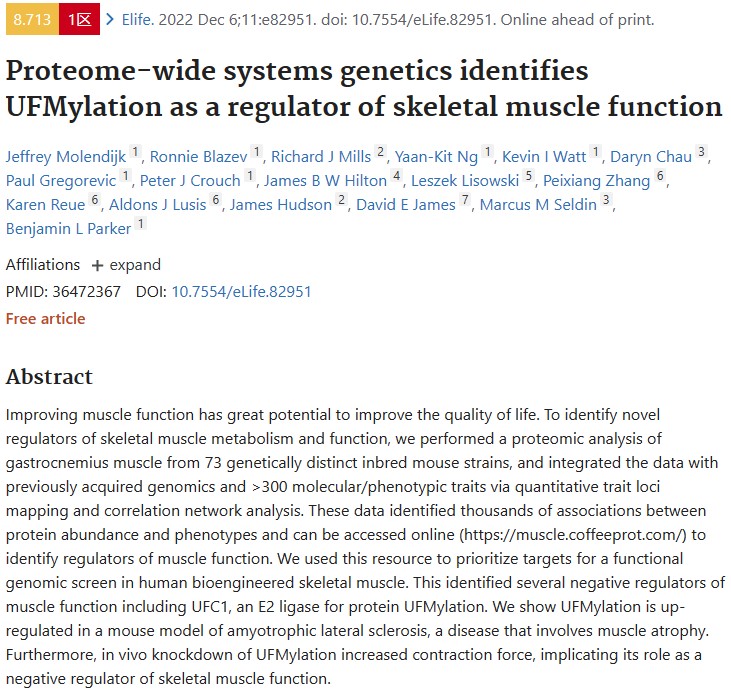 8.713 1区 > Elife. 2022 Dec 6;11:e82951. doi: 10.7554/eLife.82951. Online ahead of print.
Proteome-wide systems genetics identifies
UFMylation as a regulator of skeletal muscle function
Jeffrey Molendijk 1, Ronnie Blazev 1, Richard J Mills 2, Yaan-Kit Ng 1, Kevin I Watt 1, Daryn Chau 3,
Paul Gregorevic 1, Peter J Crouch 1, James B W Hilton 4, Leszek Lisowski 5, Peixiang Zhang 6,
Karen Reue 6, Aldons J Lusis 6, James Hudson 2, David E James 7, Marcus M Seldin 3,
Benjamin L Parker 1
Affiliations + expand
PMID: 36472367 DOI: 10.7554/eLife.82951
Free article
Abstract
Improving muscle function has great potential to improve the quality of life. To identify novel
regulators of skeletal muscle metabolism and function, we performed a proteomic analysis of
gastrocnemius muscle from 73 genetically distinct inbred mouse strains, and integrated the data with
previously acquired genomics and >300 molecular/phenotypic traits via quantitative trait loci
mapping and correlation network analysis. These data identified thousands of associations between
protein abundance and phenotypes and can be accessed online (https://muscle.coffeeprot.com/) to
identify regulators of muscle function. We used this resource to prioritize targets for a functional
genomic screen in human bioengineered skeletal muscle. This identified several negative regulators of
muscle function including UFC1, an E2 ligase for protein UFMylation. We show UFMylation is up-
regulated in a mouse model of amyotrophic lateral sclerosis, a disease that involves muscle atrophy.
Furthermore, in vivo knockdown of UFMylation increased contraction force, implicating its role as a
negative regulator of skeletal muscle function.